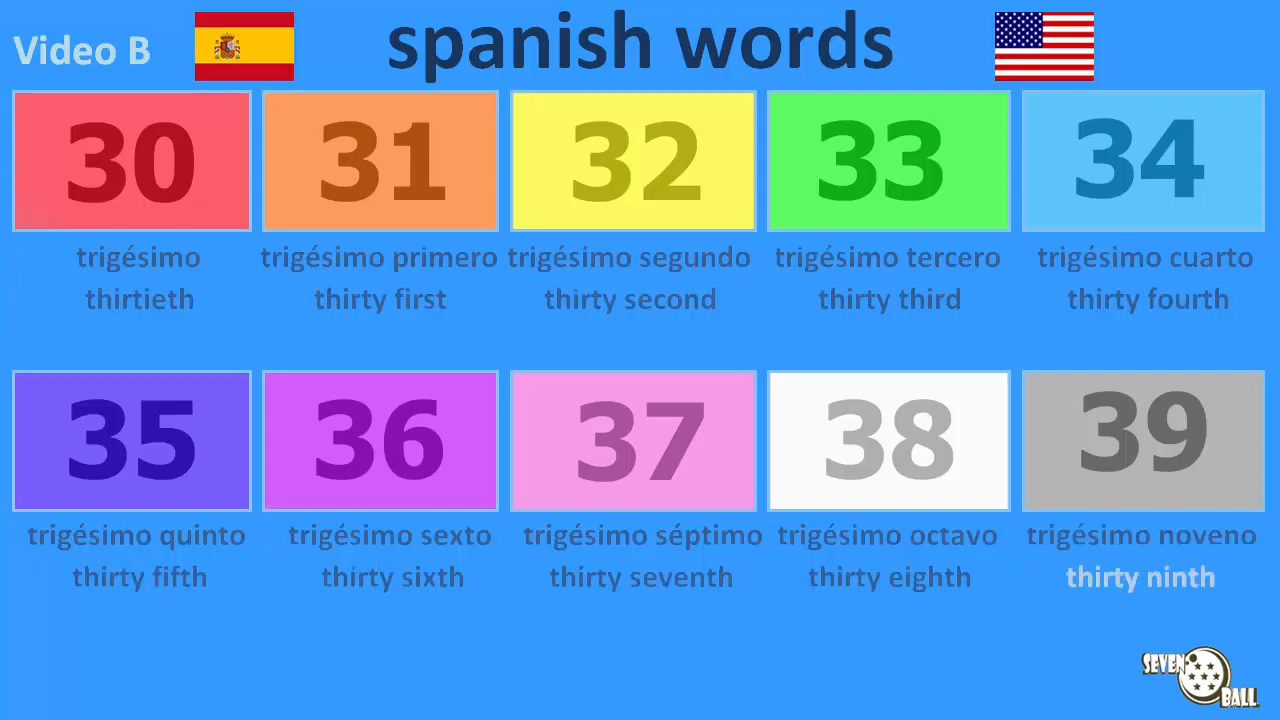 Video B
spanish words
30 31 32 33 34
trigésimo trigésimo primero trigésimo segundo trigésimo tercero trigésimo cuarto
thirtieth thirty first thirty second thirty third thirty fourth
35 36 37 38 39
trigésimo quinto trigésimo sexto trigésimo séptimo trigésimo octavo trigésimo noveno
thirty fifth thirty sixth thirty seventh thirty eighth thirty ninth
SEVEN
BALL